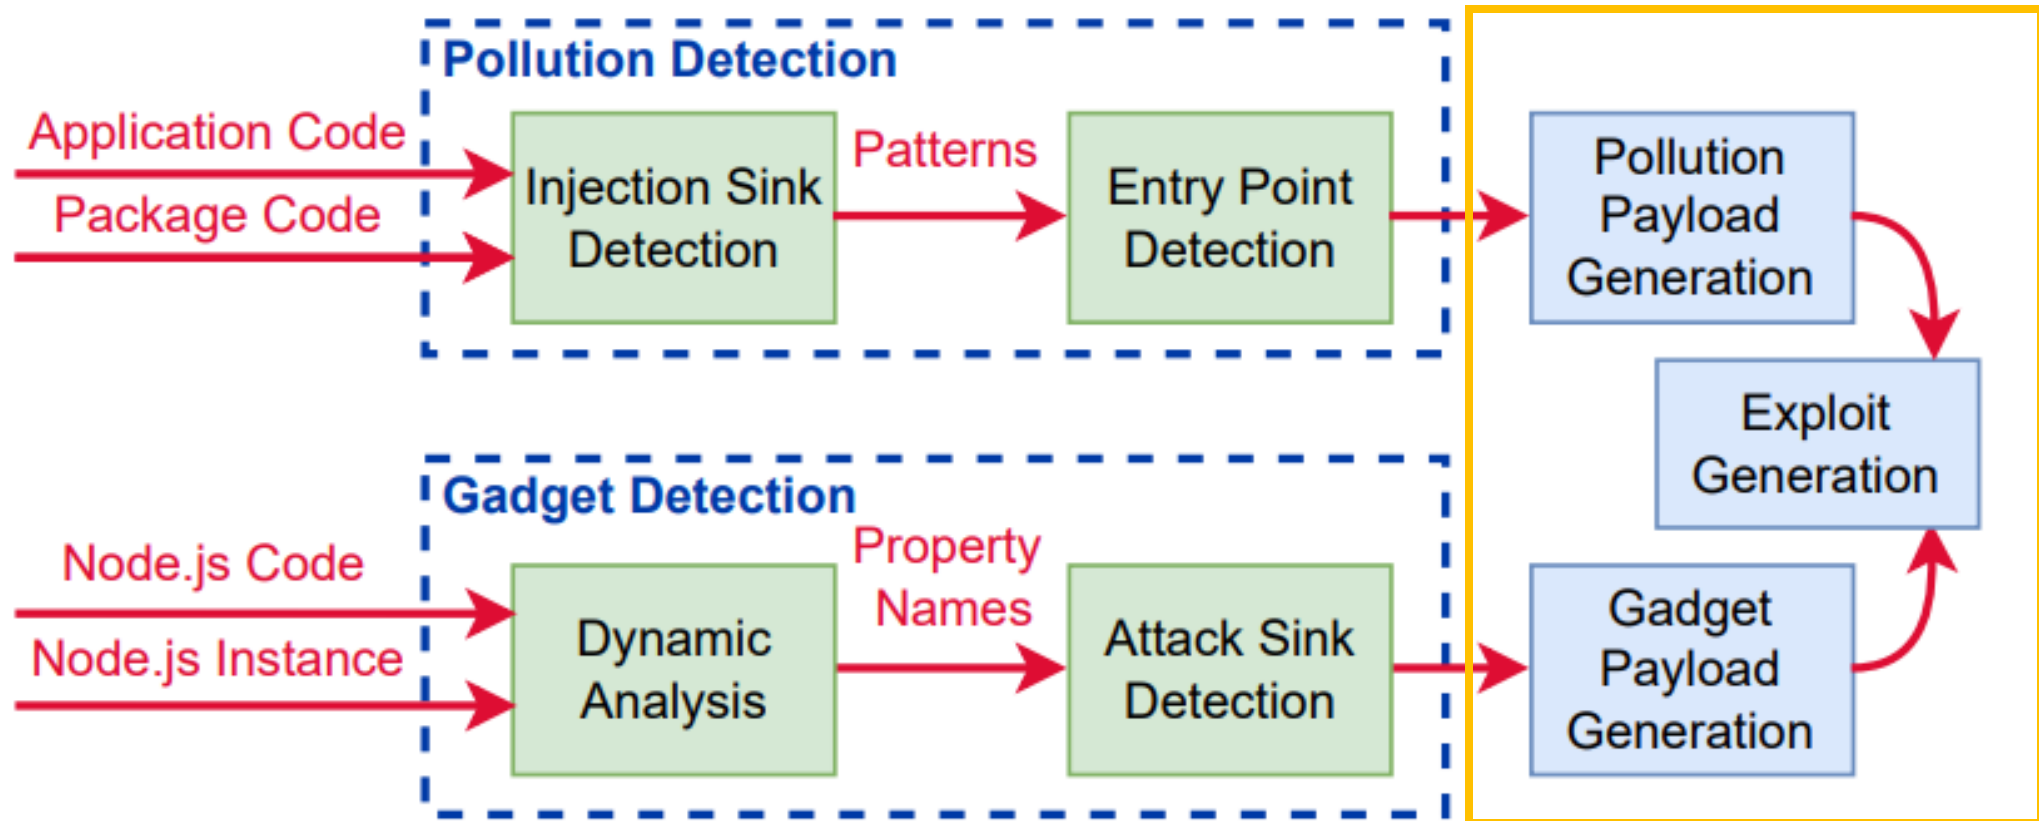 Pollution Detection
Application Code
Package Code
Injection Sink
Detection
Patterns
Entry Point
Detection
Pollution
Payload
Generation
Exploit
Generation
Gadget Detection
Node.js Code
Node.js Instance
Dynamic
Analysis
Property
Names
Attack Sink
Detection
Gadget
Payload
Generation